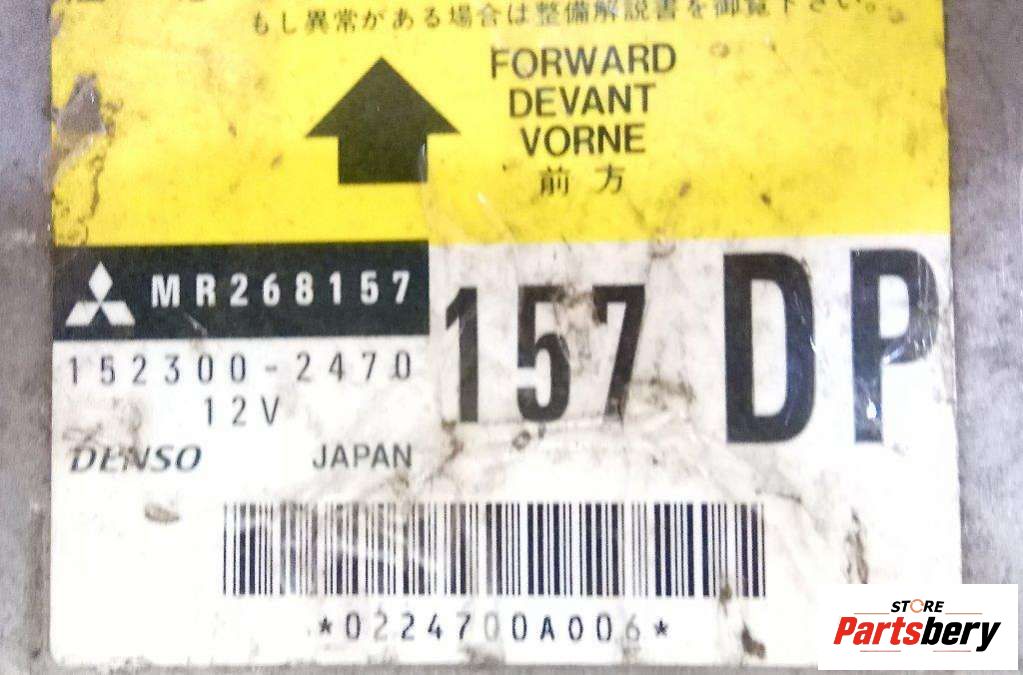 もし異常がある場合は整備解説書を御覧下さい。
FORWARD
DEVANT
VORNE
前方
MR268157
157 DP
152300-2470
12V
DENSO JAPAN
*0224700A006*
STORE
Partsbery